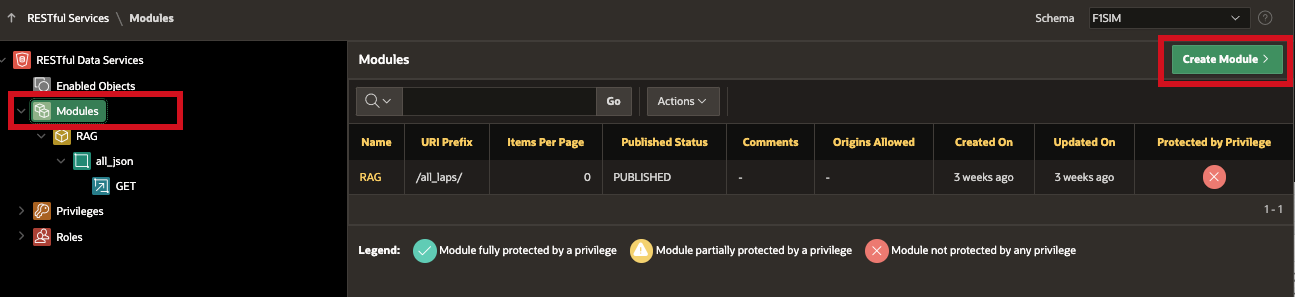 RESTful Services \ Modules
Schema F1SIM
RESTful Data Services
Enabled Objects
Modules
RAG
all_json
GET
Privileges
Roles
Modules
Create Module >
Go Actions
Name URI Prefix Items Per Page Published Status Comments Origins Allowed Created On Updated On Protected by Privilege
RAG /all_laps/ 0 PUBLISHED - - 3 weeks ago 3 weeks ago
1 - 1
Legend: Module fully protected by a privilege Module partially protected by a privilege Module not protected by any privilege